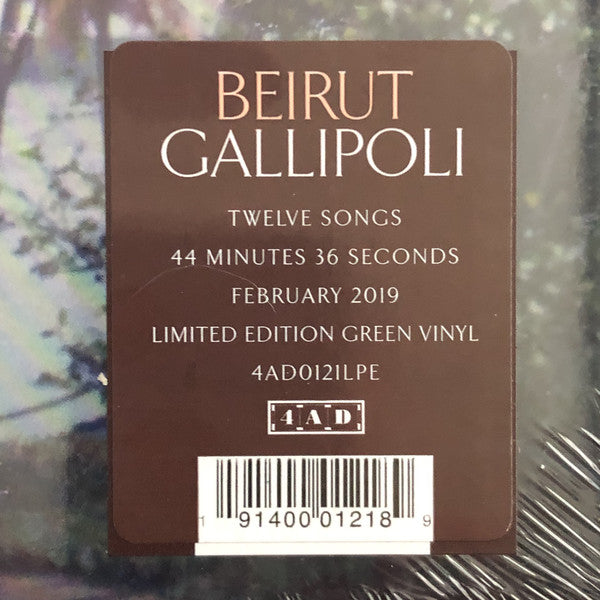 BEIRUT
GALLIPOLI
TWELVE SONGS
44 MINUTES 36 SECONDS
FEBRUARY 2019
LIMITED EDITION GREEN VINYL
4AD0121LPE
4AD
1 91400 01218 9